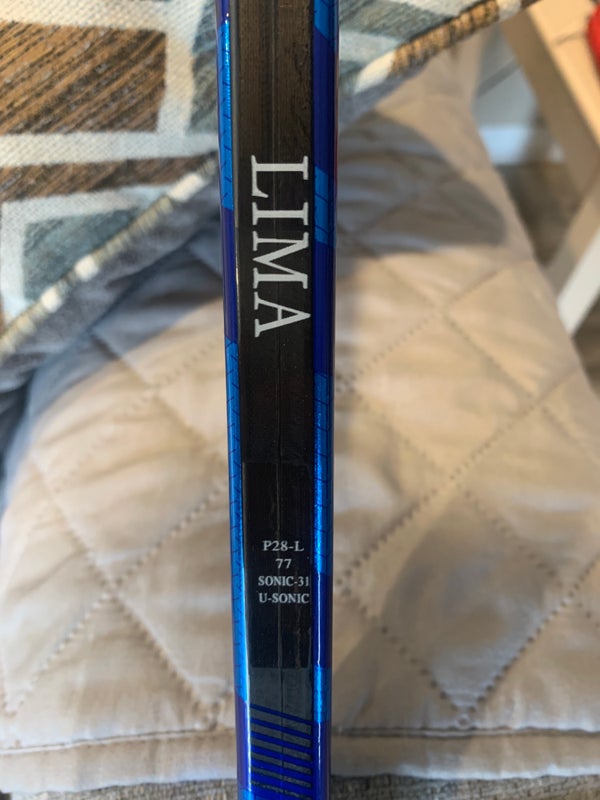 LIMA
P28-L
77
SONIC-31
U-SONIC